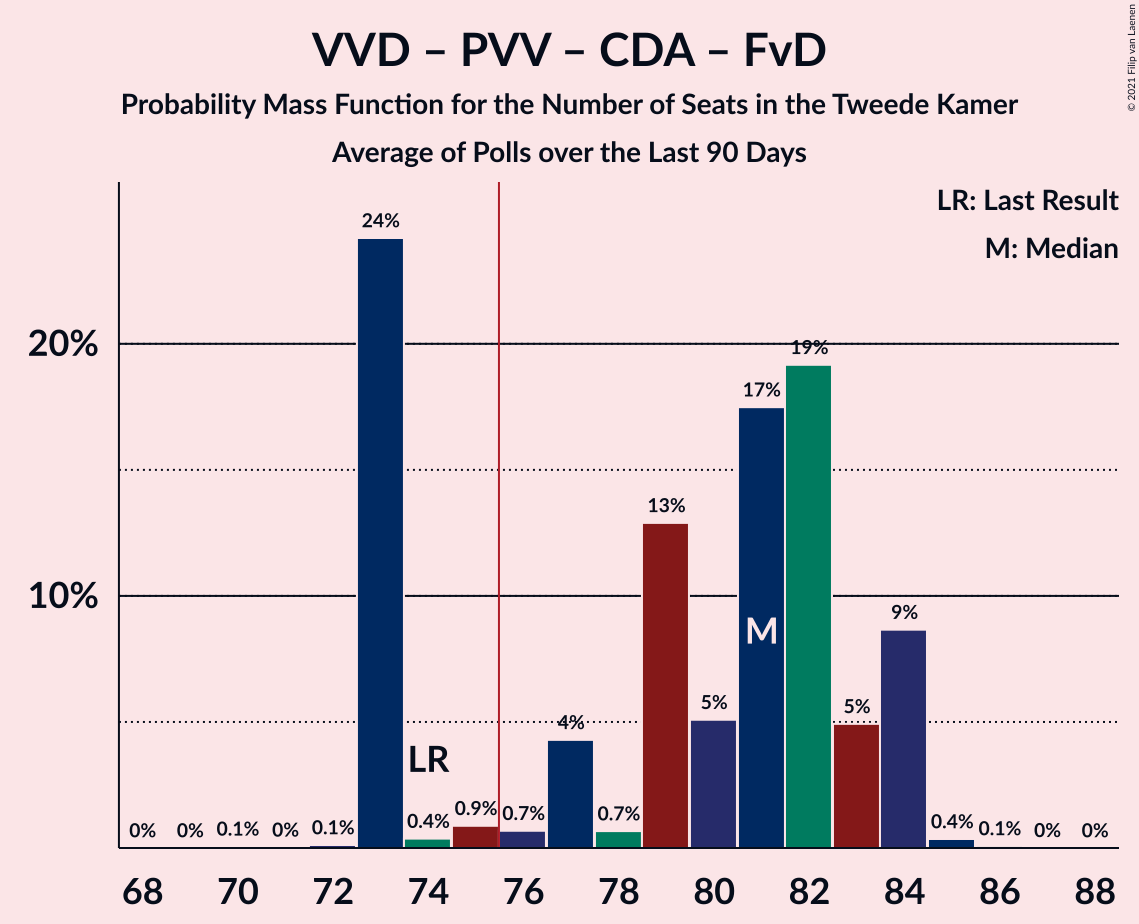 VVD – PVV – CDA – FvD
Probability Mass Function for the Number of Seats in the Tweede Kamer
Average of Polls over the Last 90 Days
© 2021 Filip van Laenen
LR: Last Result
M: Median
20%
10%
0%
0%
0.1%
0%
0.1%
24%
0.4%
0.9%
0.7%
4%
0.7%
13%
5%
17%
19%
5%
9%
0.4%
0.1%
0%
0%
LR
M
68 70 72 74 76 78 80 82 84 86 88